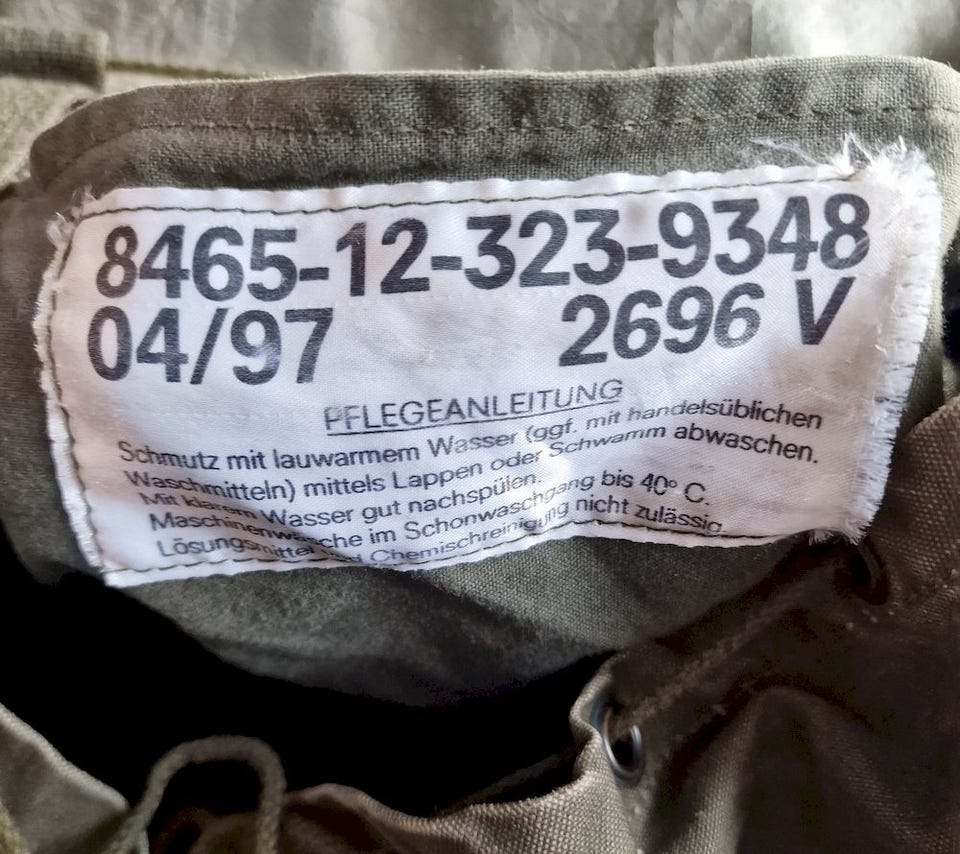 8465-12-323-9348
04/97 2696 V
PFLEGEANLEITUNG
Schmutz mit lauwarmem Wasser (ggf. mit handelsüblichen
Waschmitteln) mittels Lappen oder Schwamm abwaschen.
Mit klarem Wasser gut nachspülen.
Maschinenwäsche im Schonwaschgang bis 40° C.
Lösungsmittel und Chemischreinigung nicht zulässig